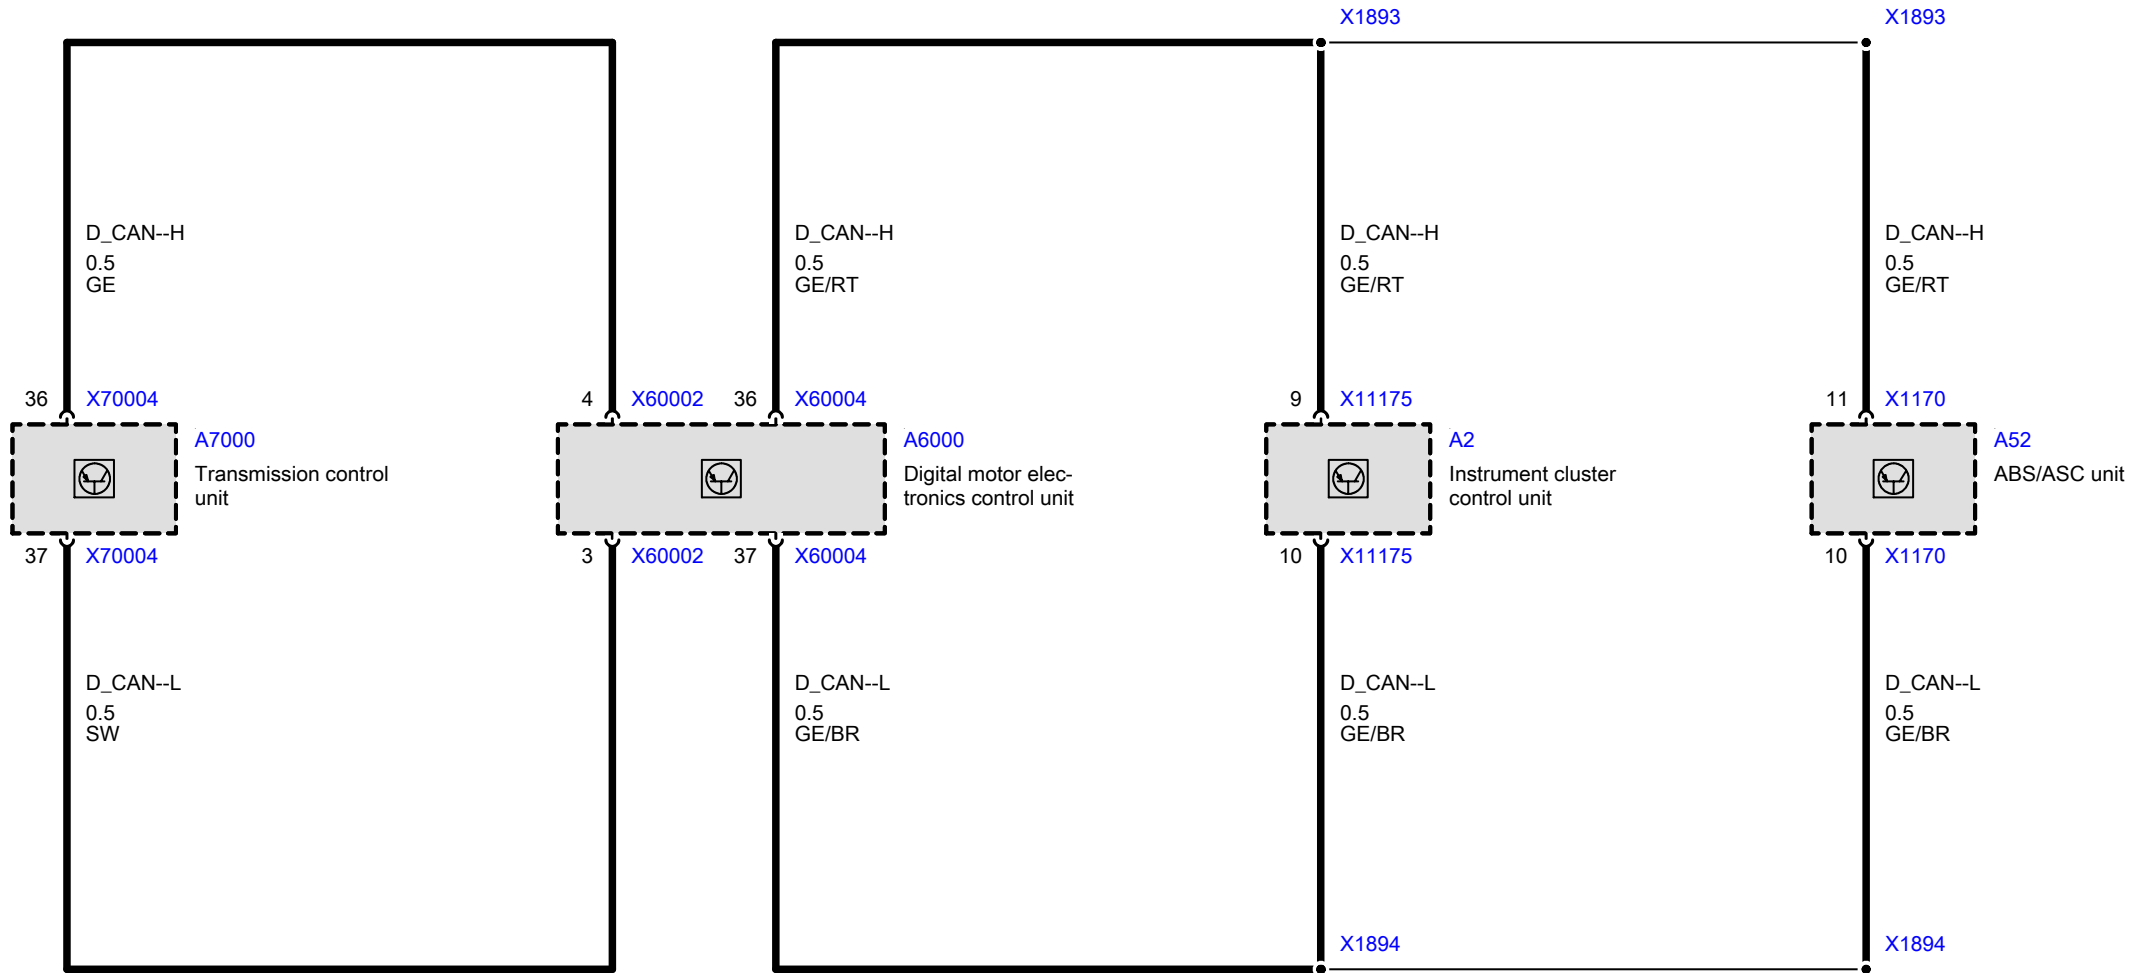 X1893
X1893
D_CAN--H
0.5
GE
D_CAN--H
0.5
GE/RT
D_CAN--H
0.5
GE/RT
D_CAN--H
0.5
GE/RT
36 X70004
4 X60002
36 X60004
9 X11175
11 X1170
A7000
Transmission control
unit
A6000
Digital motor elec-
tronics control unit
A2
Instrument cluster
control unit
A52
ABS/ASC unit
37 X70004
3 X60002
37 X60004
10 X11175
10 X1170
D_CAN--L
0.5
SW
D_CAN--L
0.5
GE/BR
D_CAN--L
0.5
GE/BR
D_CAN--L
0.5
GE/BR
X1894
X1894